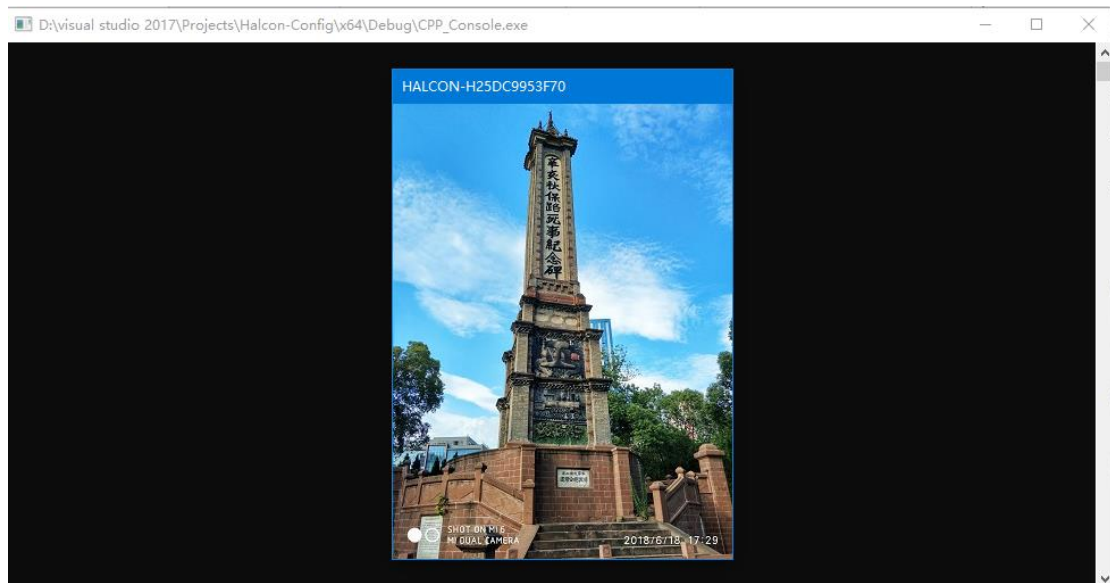 D:\visual studio 2017\Projects\Halcon-Config\x64\Debug\CPP_Console.exe
HALCON-H25DC9953F70
辛亥秋保路死事紀念碑
SHOT ON MI 6
MI DUAL CAMERA
2018/6/18 17:29